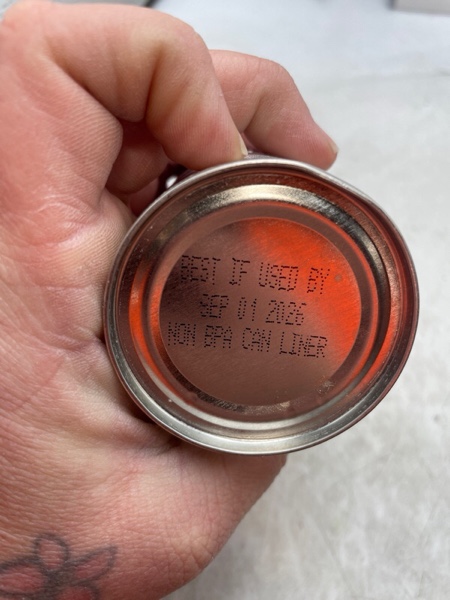 BEST IF USED BY
SEP 01 2026
NON BPA CAN LINER